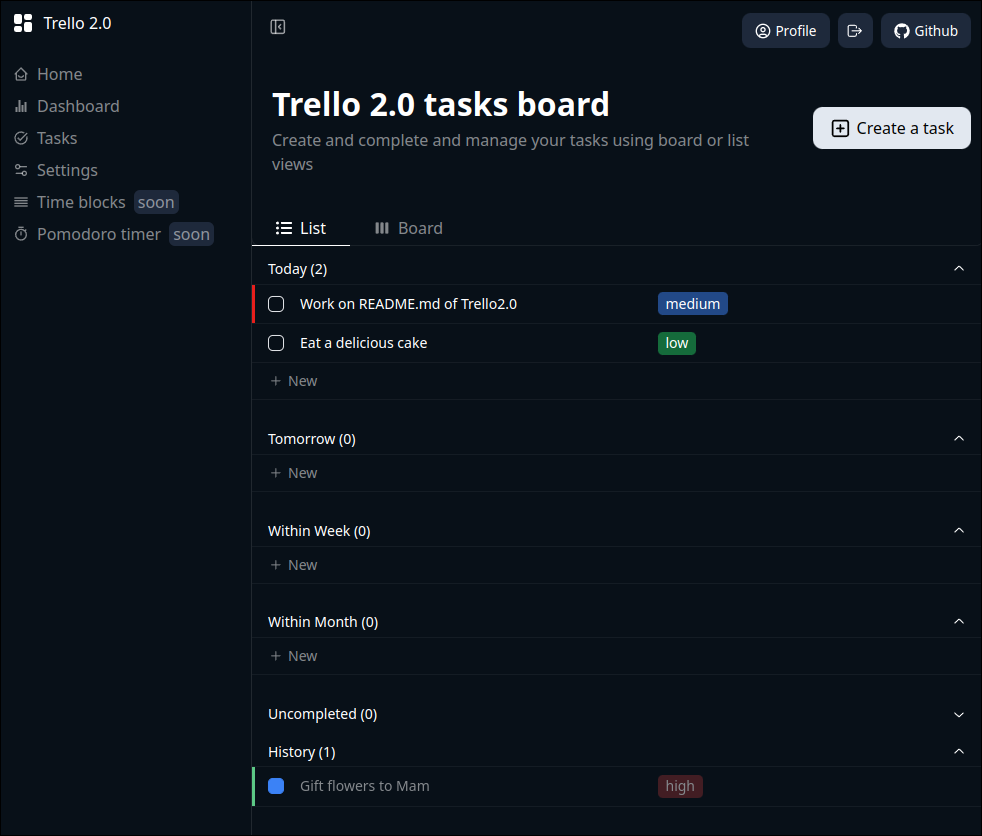 Trello 2.0
Home
Dashboard
Tasks
Settings
Time blocks soon
Pomodoro timer soon
Profile
Github
Trello 2.0 tasks board
Create and complete and manage your tasks using board or list
views
Create a task
List
Board
Today (2)
Work on README.md of Trello2.0 medium
Eat a delicious cake low
+ New
Tomorrow (0)
+ New
Within Week (0)
+ New
Within Month (0)
+ New
Uncompleted (0)
History (1)
Gift flowers to Mam high